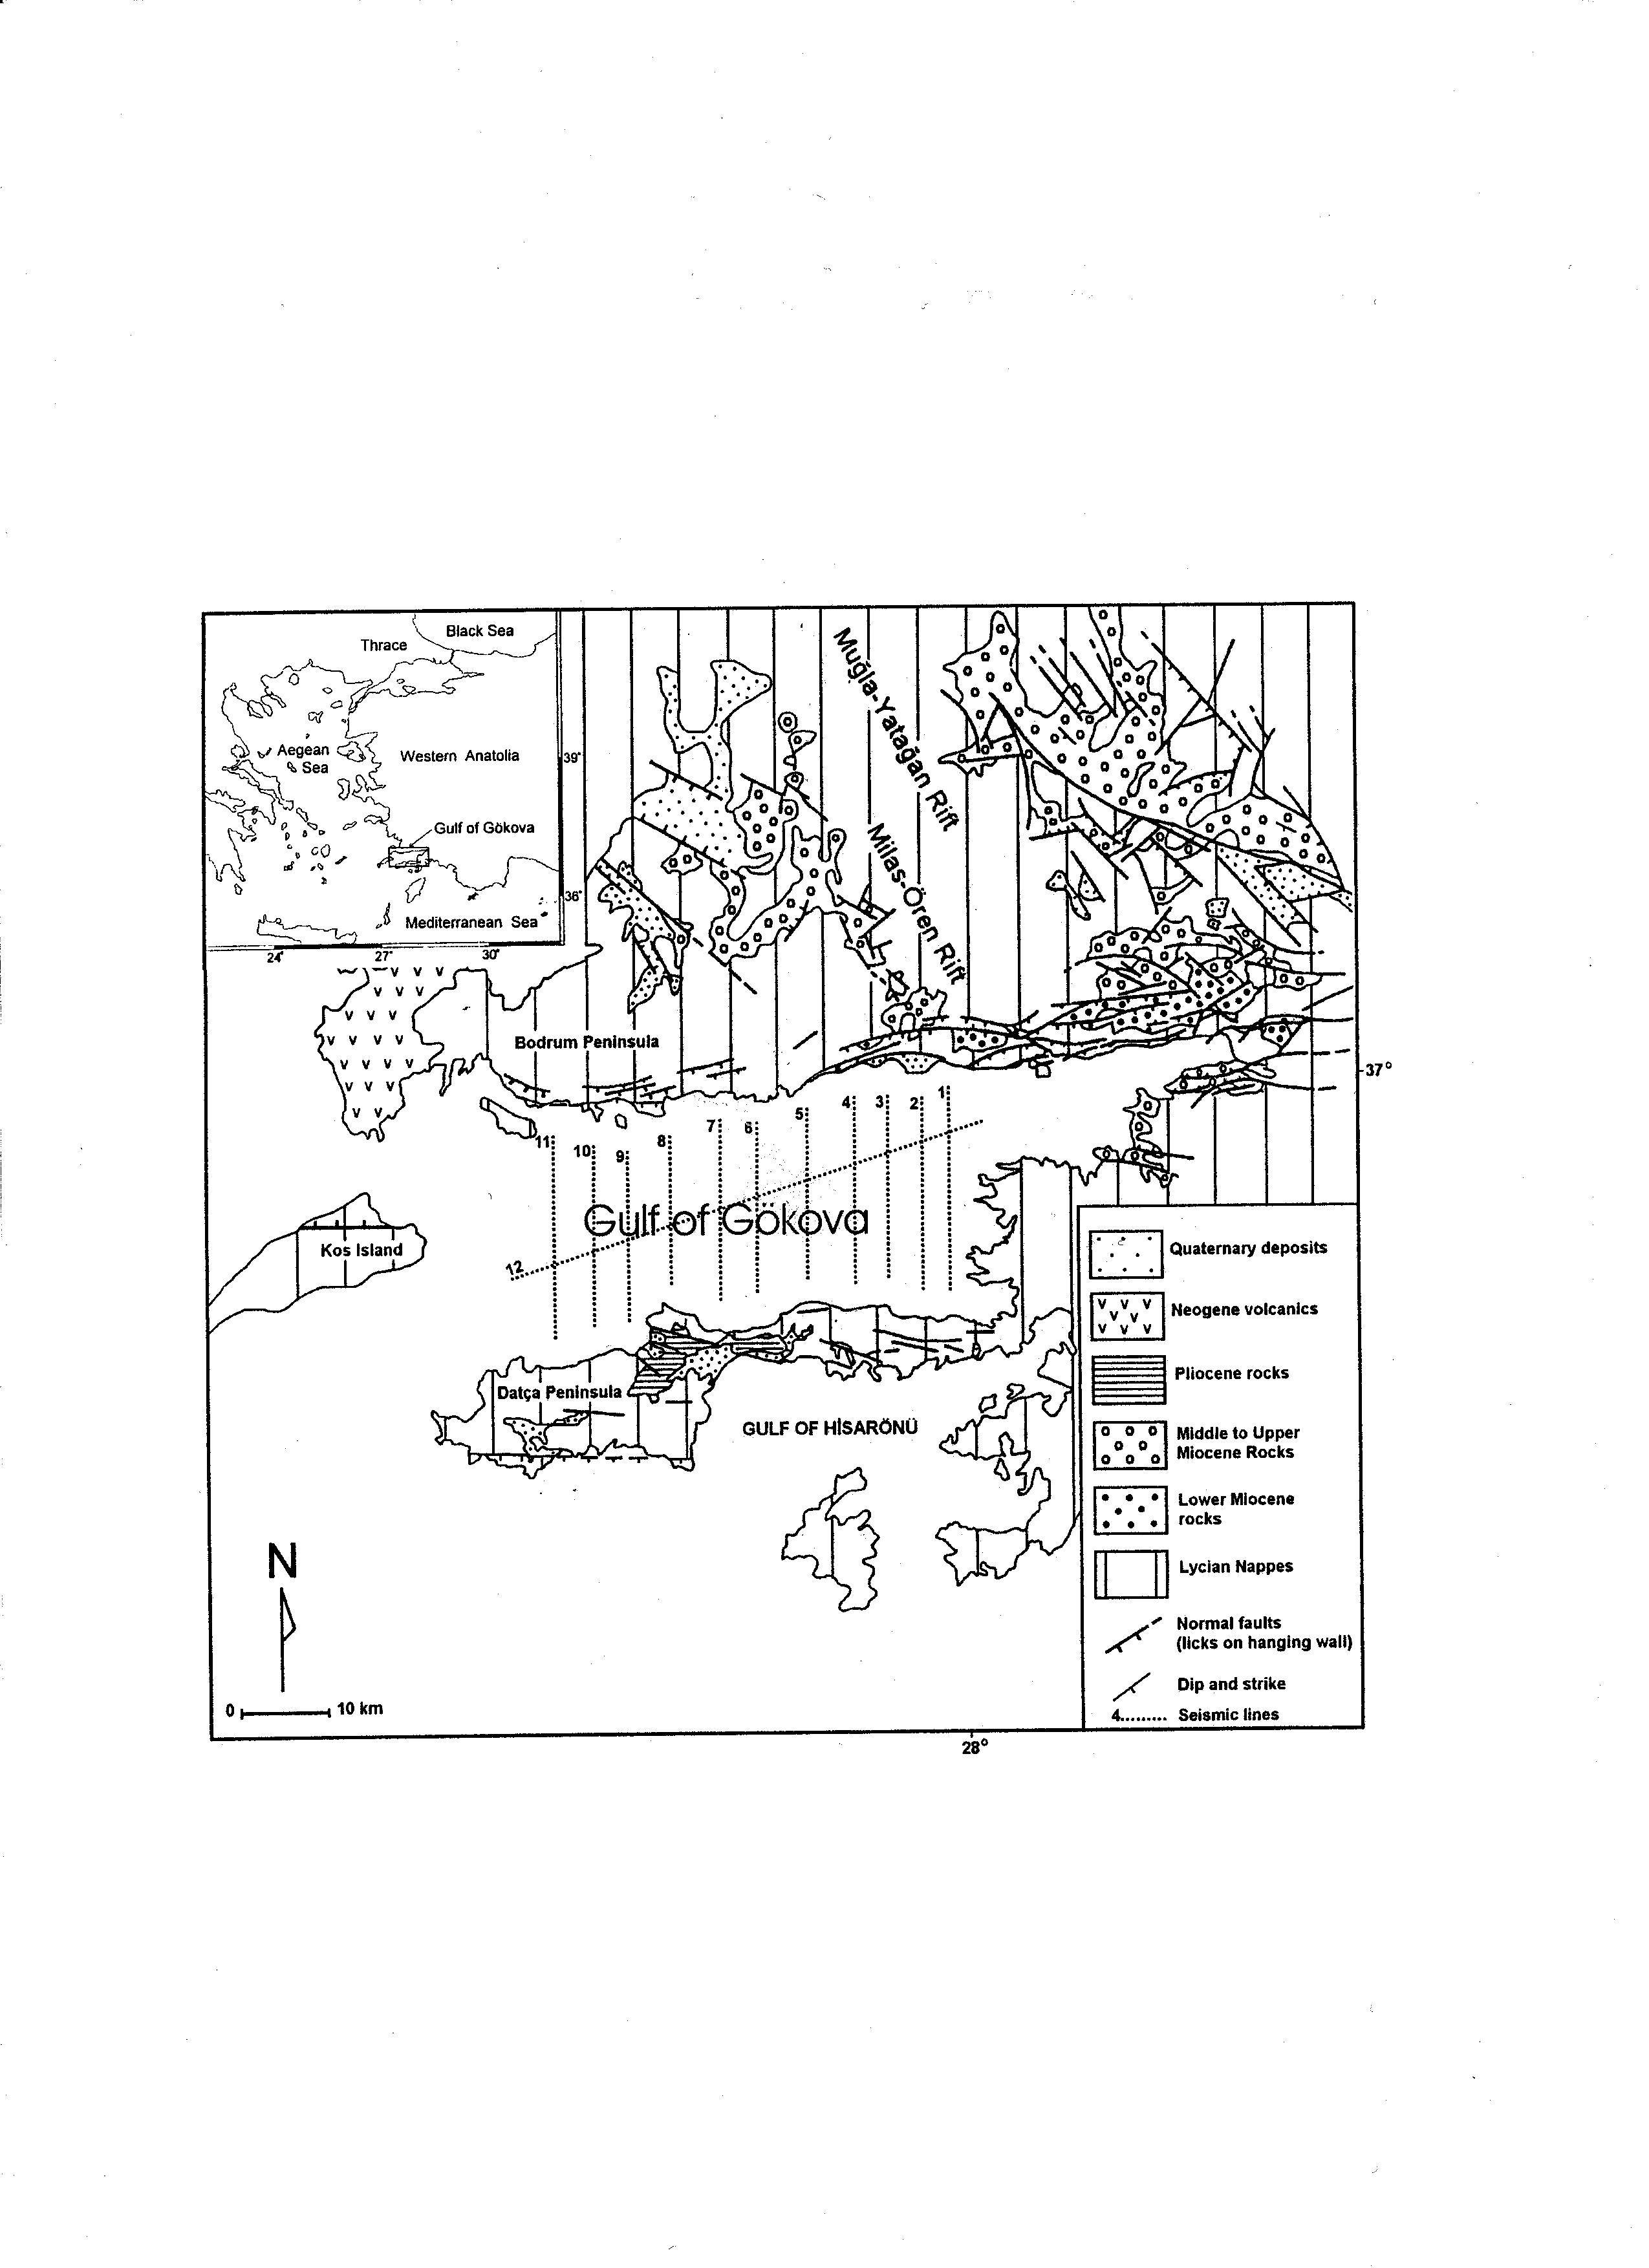 Black Sea
Thrace
Aegean
Sea
Western Anatolia
39°
Gulf of Gökova
36°
Mediterranean Sea
24°
27°
30°
Muğla-Yatağan Rift
Milas-Ören Rift
Bodrum Peninsula
37°
1
2
3
4
5
6
7
8
9
10
11
12
Gulf of Gökova
Kos Island
Datça Peninsula
GULF OF HİSARÖNÜ
N
0 10 km
28°
Quaternary deposits
Neogene volcanics
Pliocene rocks
Middle to Upper
Miocene Rocks
Lower Miocene
rocks
Lycian Nappes
Normal faults
(licks on hanging wall)
Dip and strike
4......... Seismic lines